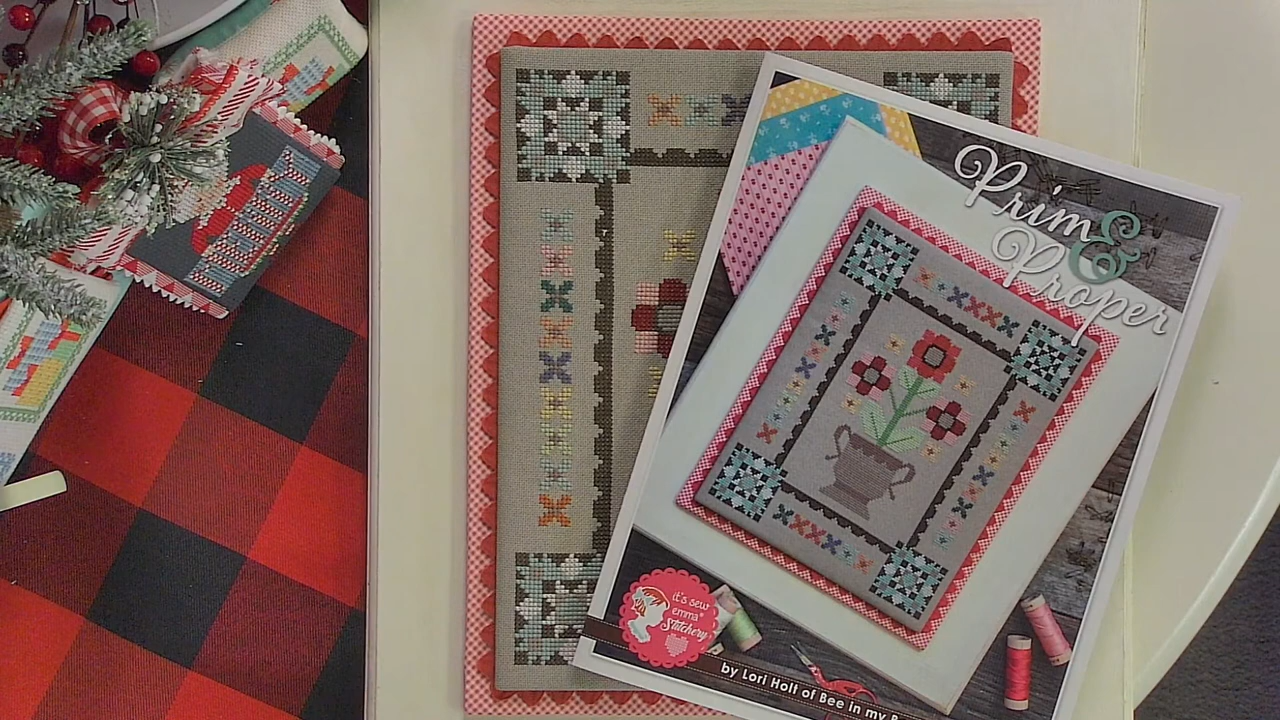 Prim &
Proper
it's sew
emma
Stitchery
by Lori Holt of Bee in my